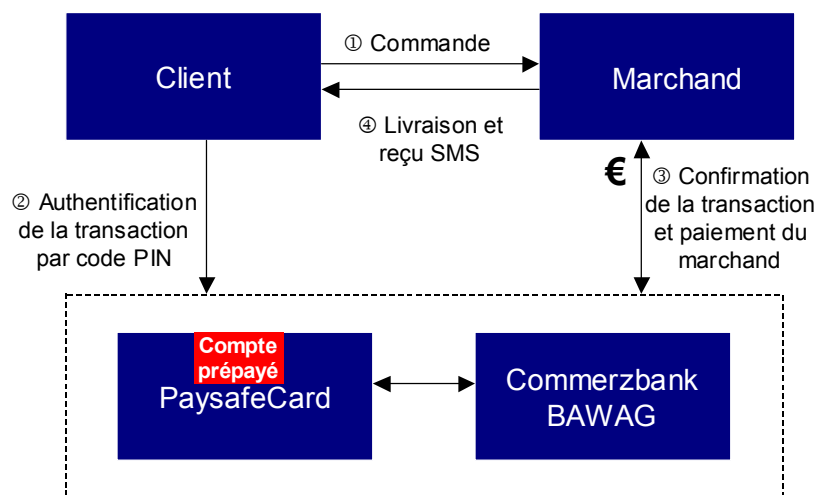 ① Commande
Client
Marchand
④ Livraison et
reçu SMS
② Authentification
de la transaction
par code PIN
€
③ Confirmation
de la transaction
et paiement du
marchand
Compte
prépayé
PaysafeCard
Commerzbank
BAWAG